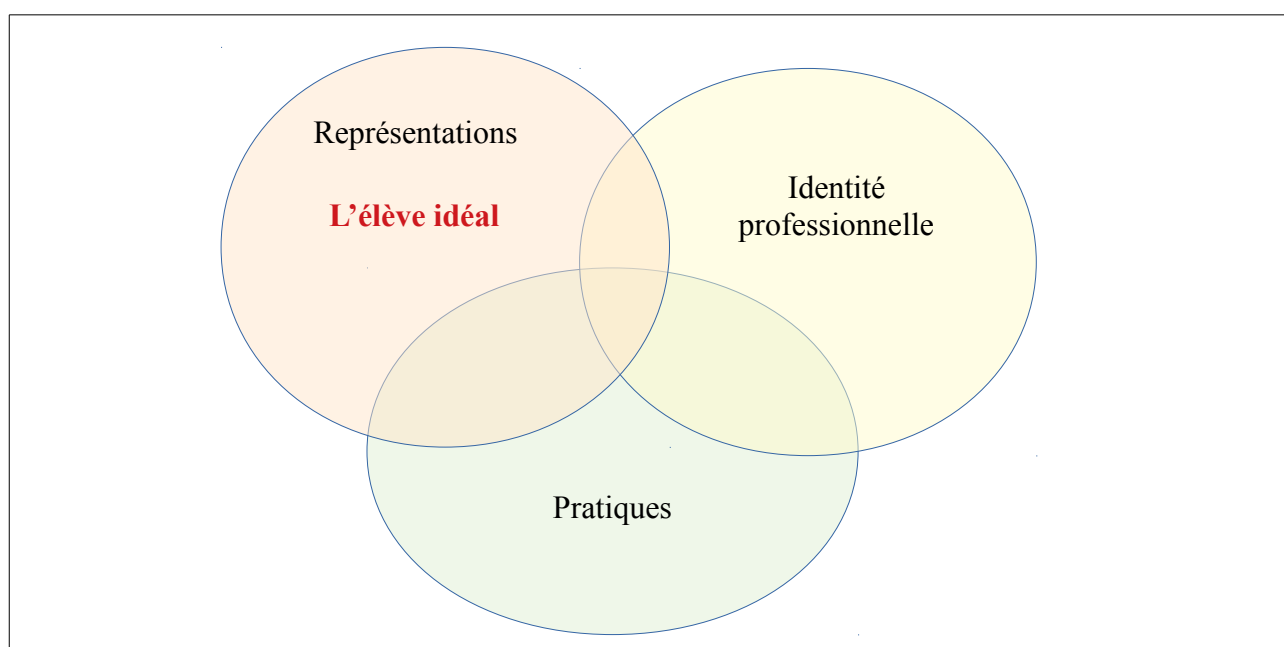 Représentations
L’élève idéal
Identité
professionnelle
Pratiques